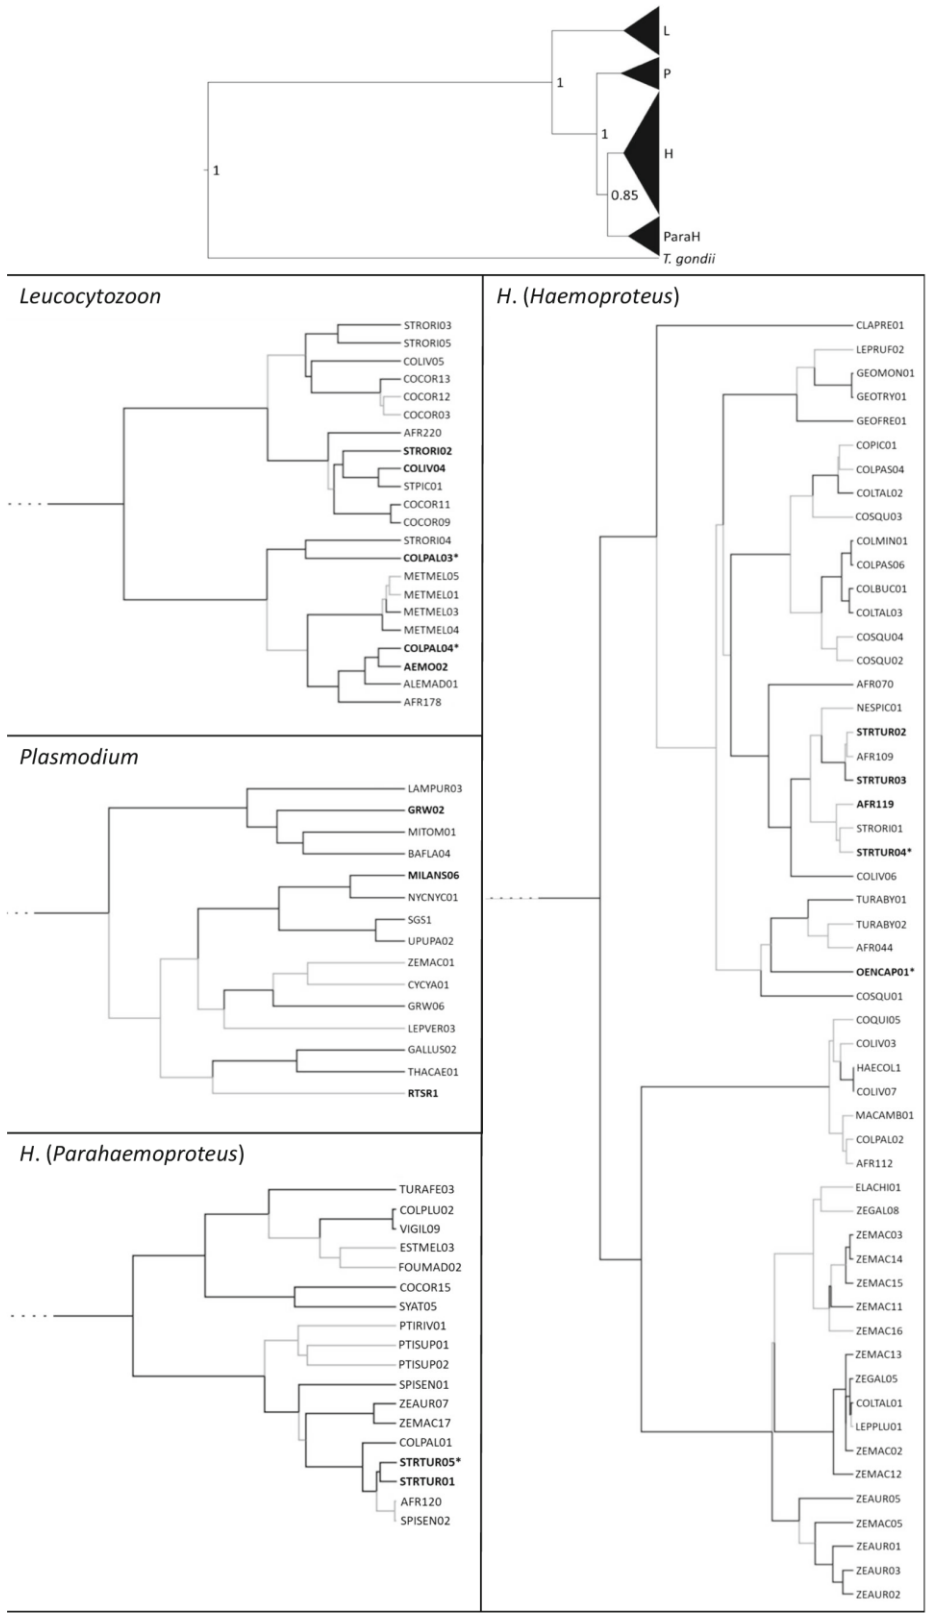 L
P
1
1
H
1
0.85
ParaH
T. gondii
Leucocytozoon
STRORI03
STRORI05
COLIV05
COCOR13
COCOR12
COCOR03
AFR220
STRORI02
COLIV04
STPIC01
COCOR11
COCOR09
STRORI04
COLPAL03*
METMEL05
METMEL01
METMEL03
METMEL04
COLPAL04*
AEMO02
ALEMAD01
AFR178
Plasmodium
LAMPUR03
GRW02
MITOM01
BAFLA04
MILANS06
NYCNYC01
SGS1
UPUPA02
ZEMAC01
CYCYA01
GRW06
LEPVER03
GALLUS02
THACAE01
RTSR1
H. (Parahaemoproteus)
TURAFE03
COLPLU02
VIGIL09
ESTMEL03
FOUMAD02
COCOR15
SYAT05
PTIRIV01
PTISUP01
PTISUP02
SPISEN01
ZEAUR07
ZEMAC17
COLPAL01
STRTUR05*
STRTUR01
AFR120
SPISEN02
H. (Haemoproteus)
CLAPRE01
LEPRUF02
GEOMON01
GEOTRY01
GEOFRE01
COPIC01
COLPAS04
COLTAL02
COSQU03
COLMIN01
COLPAS06
COLBUC01
COLTAL03
COSQU04
COSQU02
AFR070
NESPIC01
STRTUR02
AFR109
STRTUR03
AFR119
STRORI01
STRTUR04*
COLIV06
TURABY01
TURABY02
AFR044
OENCAP01*
COSQU01
COQUI05
COLIV03
HAECOL1
COLIV07
MACAMB01
COLPAL02
AFR112
ELACHI01
ZEGAL08
ZEMAC03
ZEMAC14
ZEMAC15
ZEMAC11
ZEMAC16
ZEMAC13
ZEGAL05
COLTAL01
LEPPLU01
ZEMAC02
ZEMAC12
ZEAUR05
ZEMAC05
ZEAUR01
ZEAUR03
ZEAUR02